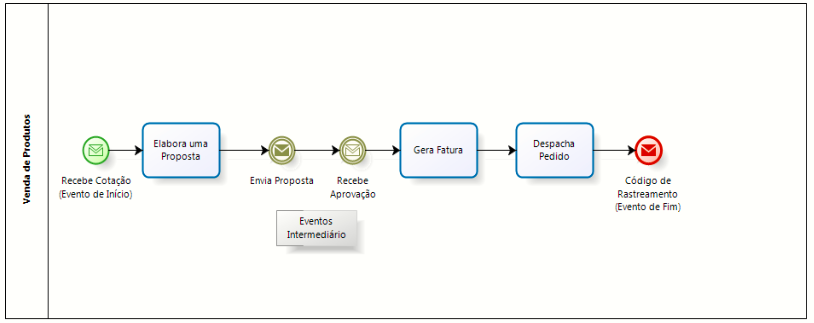 Venda de Produtos
Elabora uma
Proposta
Gera Fatura
Despacha
Pedido
Recebe Cotação
(Evento de Início)
Envia Proposta
Recebe
Aprovação
Código de
Rastreamento
(Evento de Fim)
Eventos
Intermediário